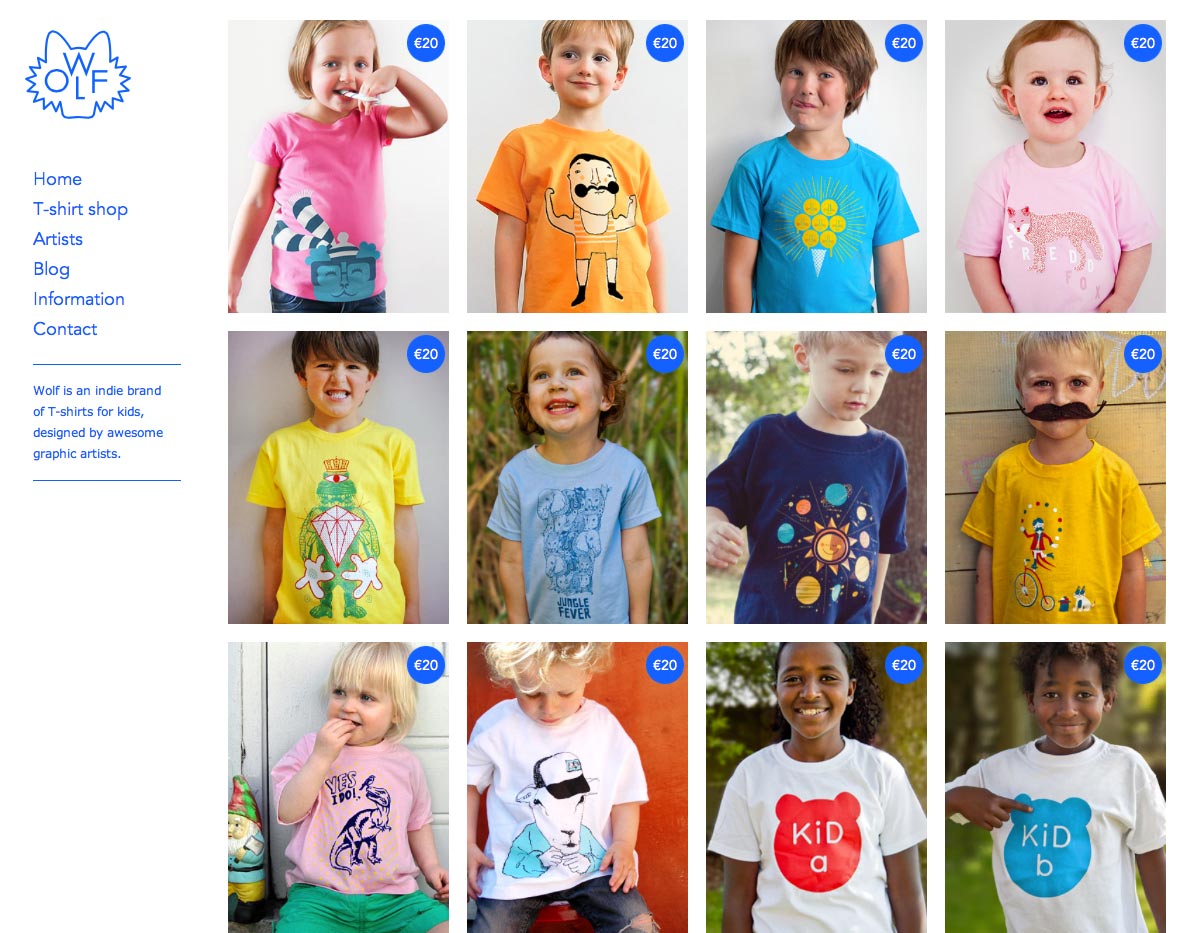 WOLF
Home
T-shirt shop
Artists
Blog
Information
Contact
Wolf is an indie brand
of T-shirts for kids,
designed by awesome
graphic artists.
€20
€20
€20
€20
FREDD
FOX
€20
€20
€20
€20
JUNGLE
FEVER
€20
€20
€20
€20
YES
I DO!
KiD
a
KiD
b